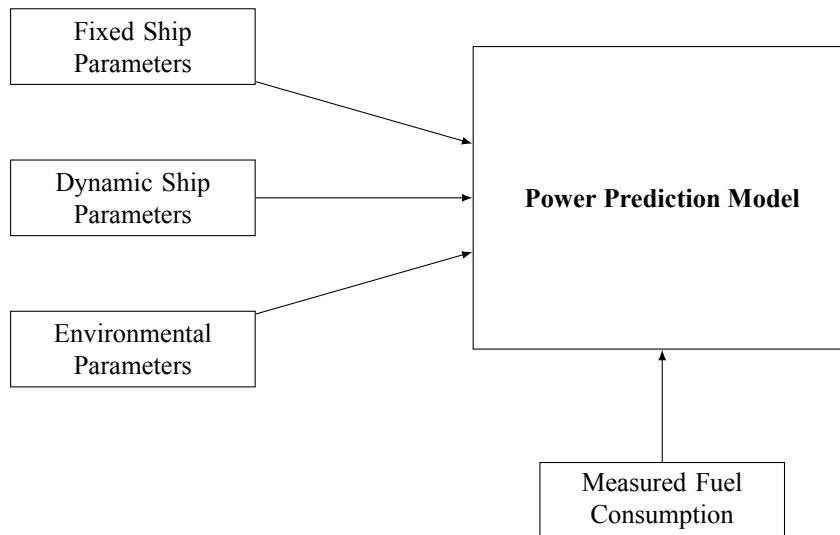 Fixed Ship
Parameters
Dynamic Ship
Parameters
Power Prediction Model
Environmental
Parameters
Measured Fuel
Consumption